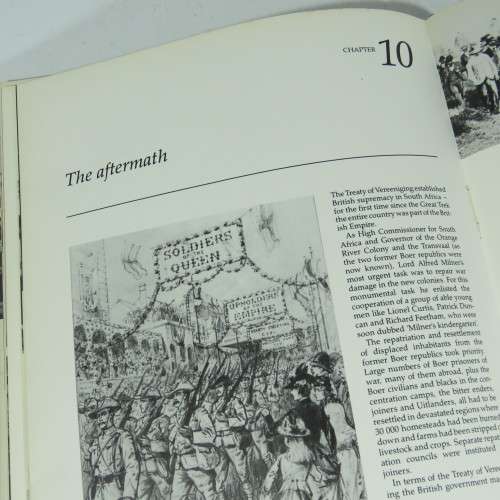 CHAPTER 10
The aftermath
SOLDIERS
OF THE
QUEEN
UPHOLDERS
OF THE
EMPIRE
The Treaty of Vereeniging established
British supremacy in South Africa –
for the first time since the Great Trek
the entire country was part of the Brit-
ish Empire.
As High Commissioner for South
Africa and Governor of the Orange
River Colony and the Transvaal (as
the two former Boer republics were
now known), Lord Alfred Milner's
most urgent task was to repair war
damage in the new colonies. For this
monumental task he enlisted the
cooperation of a group of able young
men like Lionel Curtis, Patrick Dun-
can and Richard Feetham, who were
soon dubbed 'Milner's kindergarten'.
The repatriation and resettlement
of displaced inhabitants from the
former Boer republics took priority.
Large numbers of Boer prisoners of
war, many of them abroad, plus the
Boer civilians and blacks in the con-
centration camps, the bitter enders,
joiners and Uitlanders, all had to be
resettled in devastated regions where
30 000 homesteads had been burned
down and farms had been stripped of
livestock and crops. Separate repatri-
ation councils were instituted
joiners.
In terms of the Treaty of Vereenig-
ing the British government